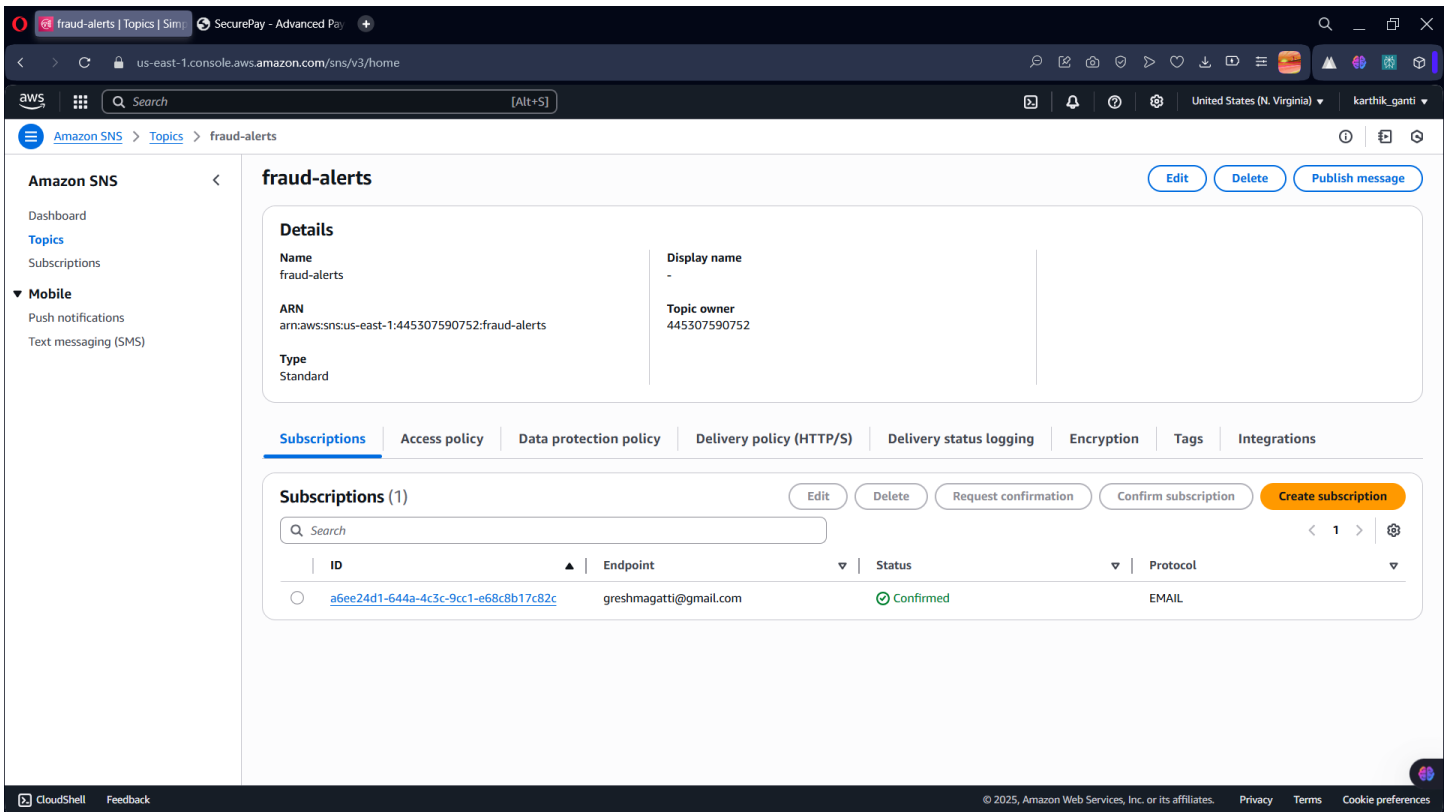 fraud-alerts | Topics | Sim
SecurePay - Advanced Pay
us-east-1.console.aws.amazon.com/sns/v3/home
aws
Search [Alt+S]
United States (N. Virginia)
karthik_ganti
Amazon SNS > Topics > fraud-alerts
Amazon SNS
Dashboard
Topics
Subscriptions
Mobile
Push notifications
Text messaging (SMS)
fraud-alerts
Edit
Delete
Publish message
Details
Name
fraud-alerts
ARN
arn:aws:sns:us-east-1:445307590752:fraud-alerts
Type
Standard
Display name
-
Topic owner
445307590752
Subscriptions
Access policy
Data protection policy
Delivery policy (HTTP/S)
Delivery status logging
Encryption
Tags
Integrations
Subscriptions (1)
Edit
Delete
Request confirmation
Confirm subscription
Create subscription
Search
1
ID
Endpoint
Status
Protocol
a6ee24d1-644a-4c3c-9cc1-e68c8b17c82c
greshmagatti@gmail.com
Confirmed
EMAIL
CloudShell
Feedback
© 2025, Amazon Web Services, Inc. or its affiliates.
Privacy
Terms
Cookie preferences